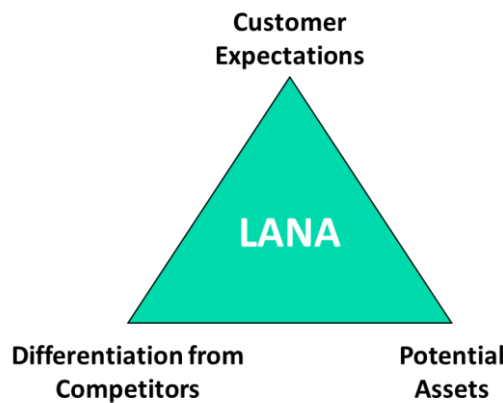 Customer
Expectations
LANA
Differentiation from
Competitors
Potential
Assets